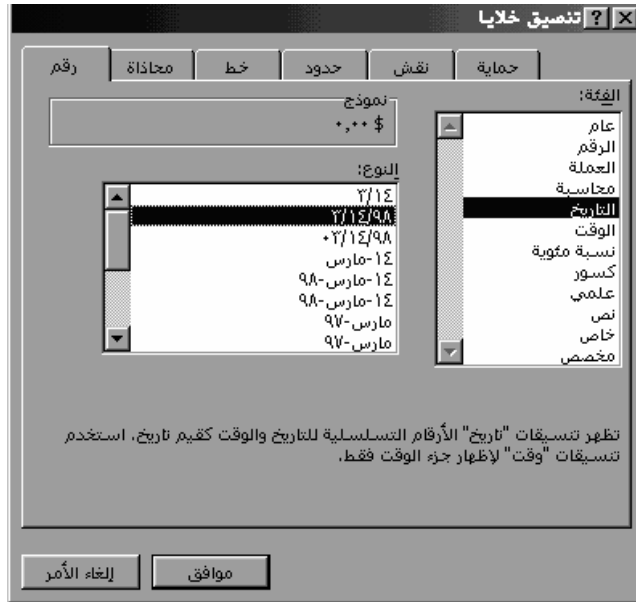 تنسيق خلايا
رقم
محاذاة
خط
حدود
نقش
حماية
الفئة:
عام
الرقم
العملة
محاسبة
التاريخ
الوقت
نسبة مئوية
كسور
علمي
نص
خاص
مخصص
نموذج
$ ٠,٠٠
النوع:
٣/١٤
٣/١٤/٩٨
٠٣/١٤/٩٨
١٤-مارس
١٤-مارس-٩٨
١٤-مارس-٩٨
مارس-٩٧
مارس-٩٧
تظهر تنسيقات "تاريخ" الأرقام التسلسلية للتاريخ والوقت كقيم تاريخ. استخدم
تنسيقات "وقت" لإظهار جزء الوقت فقط.
موافق
إلغاء الأمر